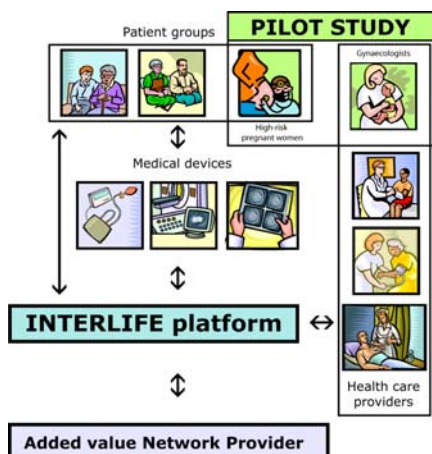 PILOT STUDY
Patient groups
Gynaecologists
High-risk
pregnant women
Medical devices
INTERLIFE platform
Health care
providers
Added value Network Provider